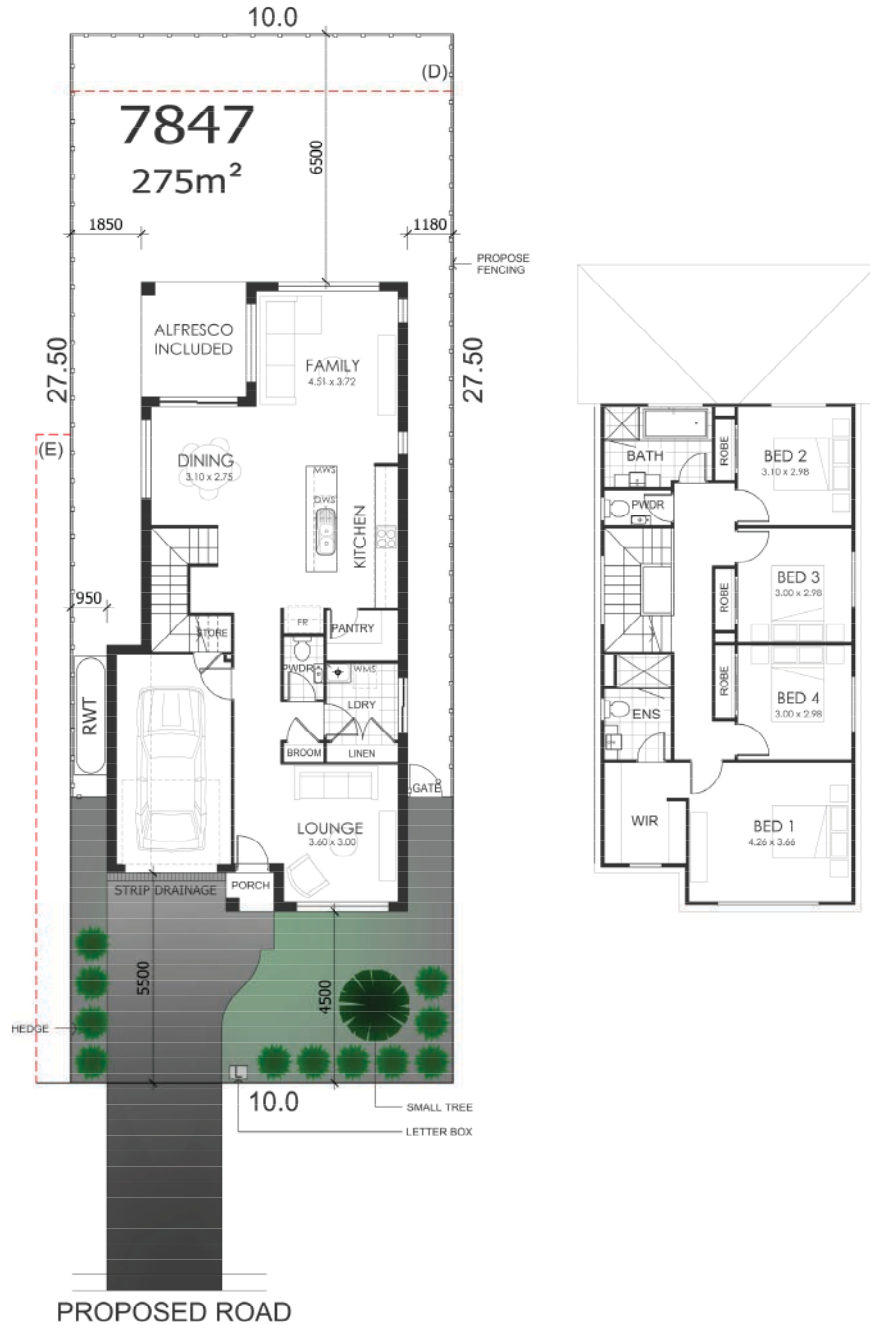 10.0
(D)
7847
275m²
6500
1850
1180
PROPOSE
FENCING
27.50
27.50
ALFRESCO
INCLUDED
FAMILY
4.51 x 3.72
(E)
DINING
3.10 x 2.75
MWS
DWS
KITCHEN
950
STORE
FR
PANTRY
PWDR
WMS
LDRY
RWT
BROOM
LINEN
GATE
LOUNGE
3.60 x 3.00
STRIP DRAINAGE
PORCH
5500
4500
HEDGE
10.0
SMALL TREE
LETTER BOX
PROPOSED ROAD
BATH
ROBE
BED 2
3.10 x 2.98
PWDR
BED 3
3.00 x 2.98
ROBE
ROBE
BED 4
3.00 x 2.98
ENS
WIR
BED 1
4.26 x 3.66